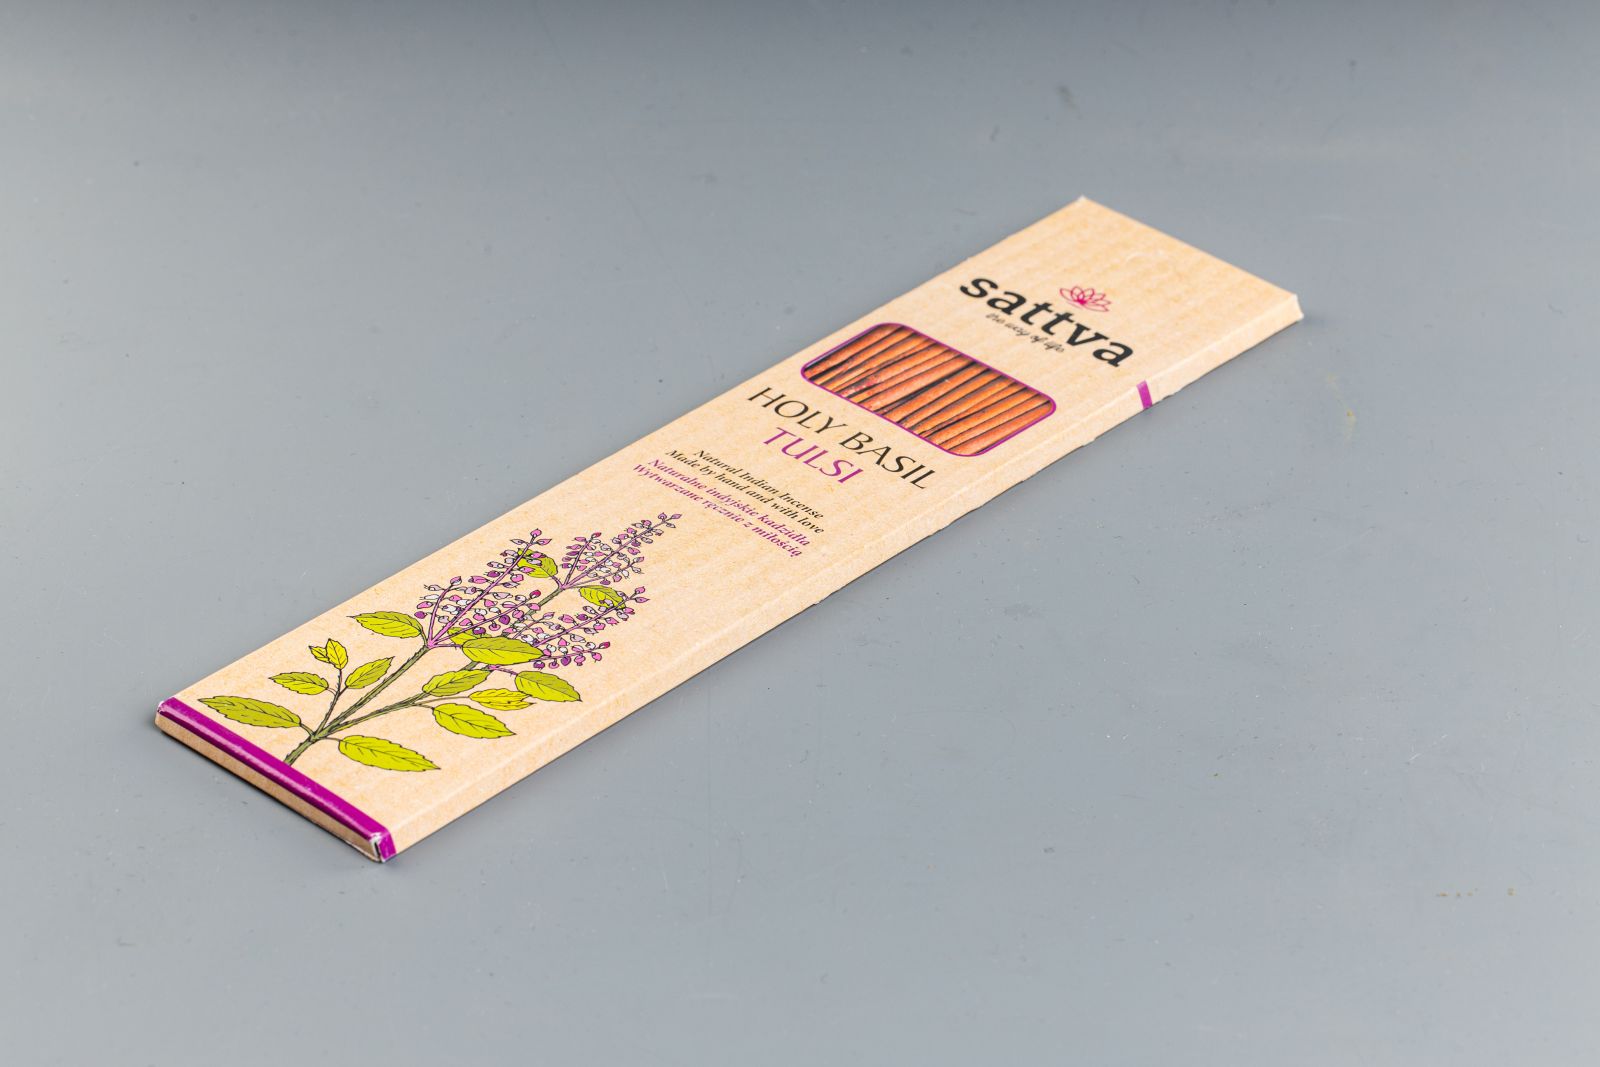 sattva
the way of life
HOLY BASIL
TULSI
Natural Indian Incense
Made by hand and with love
Naturalne indyjskie kadzidła
Wytwarzane ręcznie z miłością